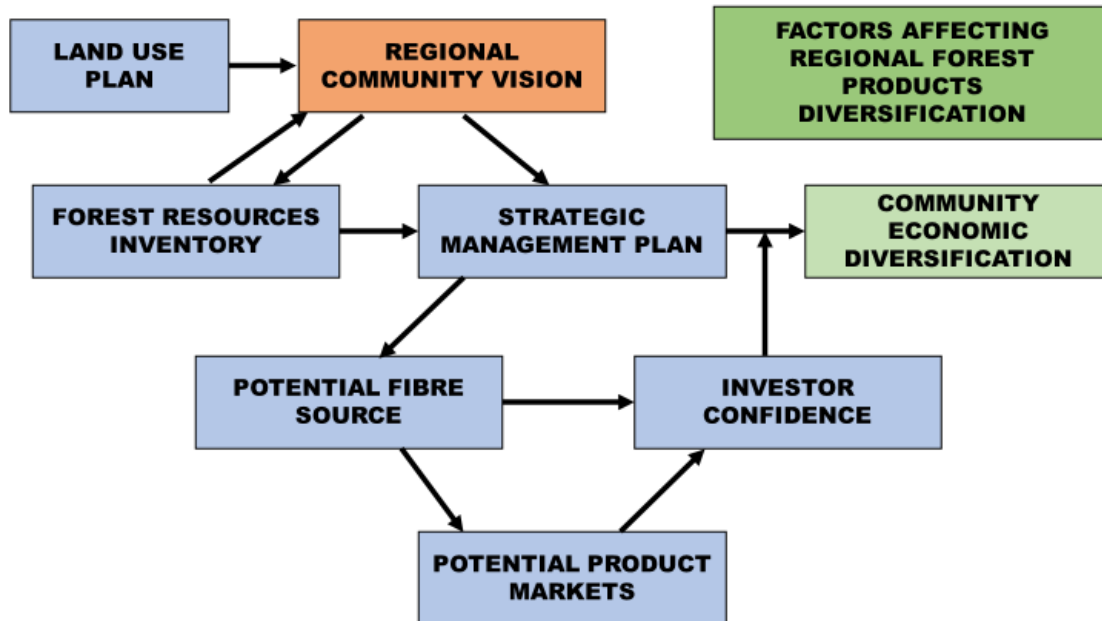 LAND USE
PLAN
REGIONAL
COMMUNITY VISION
FACTORS AFFECTING
REGIONAL FOREST
PRODUCTS
DIVERSIFICATION
FOREST RESOURCES
INVENTORY
STRATEGIC
MANAGEMENT PLAN
COMMUNITY
ECONOMIC
DIVERSIFICATION
POTENTIAL FIBRE
SOURCE
INVESTOR
CONFIDENCE
POTENTIAL PRODUCT
MARKETS